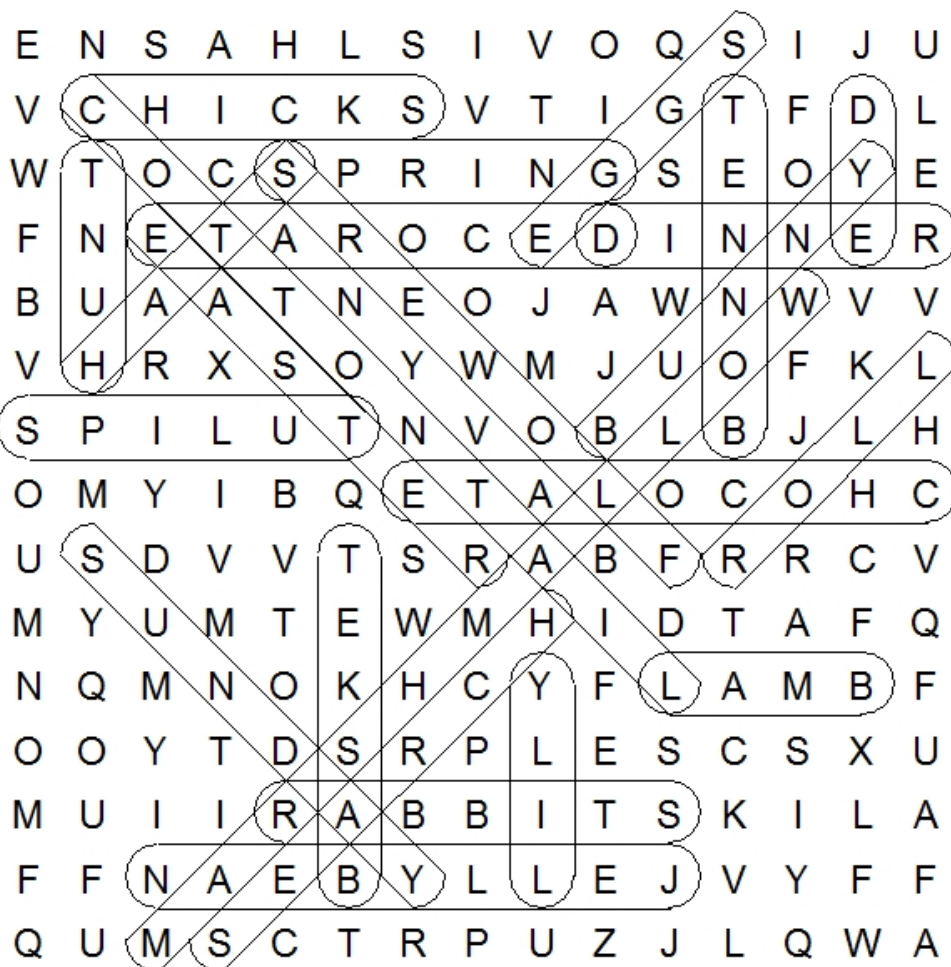 E N S A H L S I V O Q S I J U
V C H I C K S V T I G T F D L
W T O C S P R I N G S E O Y E
F N E T A R O C E D I N N E R
B U A A T N E O J A W N W V V
V H R X S O Y W M J U O F K L
S P I L U T N V O B L B J L H
O M Y I B Q E T A L O C O H C
U S D V V T S R A B F R R C V
M Y U M T E W M H I D T A F Q
N Q M N O K H C Y F L A M B F
O O Y T D S R P L E S C S X U
M U I I R A B B I T S K I L A
F F N A E B Y L L E J V Y F F
Q U M S C T R P U Z J L Q W A